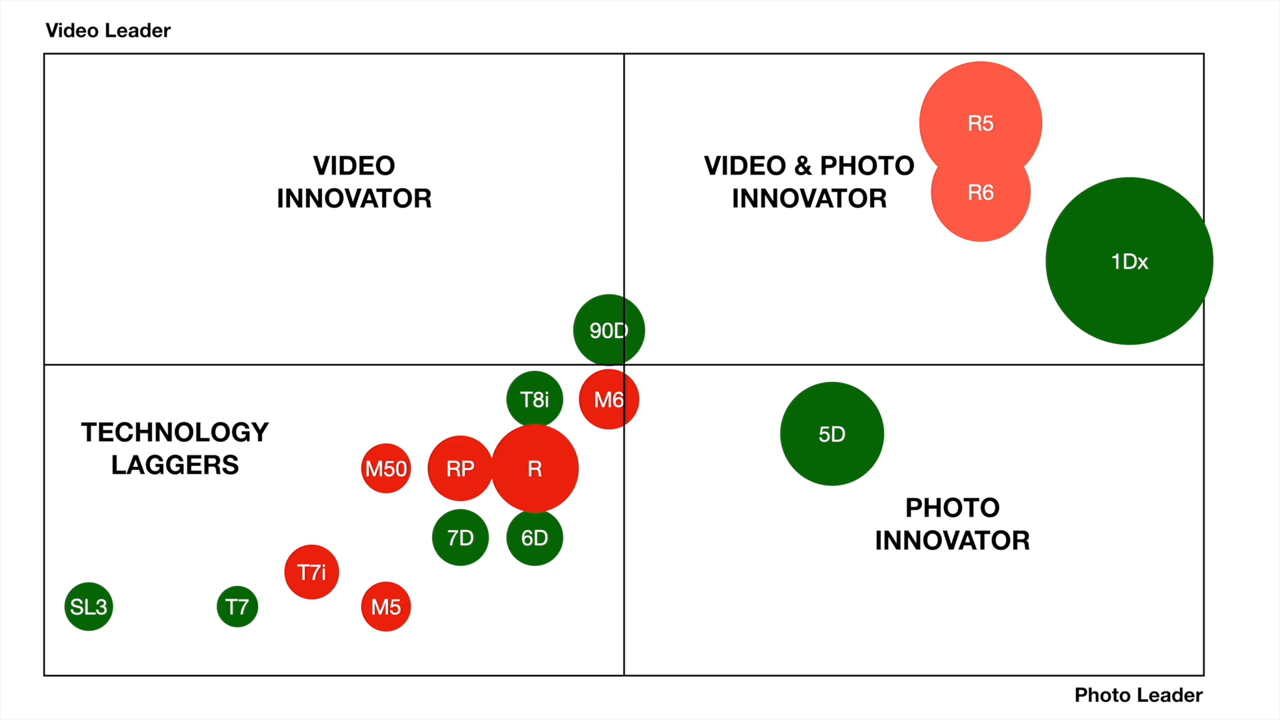 Video Leader
VIDEO
INNOVATOR
VIDEO & PHOTO
INNOVATOR
R5
R6
1Dx
90D
T8i
M6
TECHNOLOGY
LAGGERS
M50
RP
R
5D
7D
6D
PHOTO
INNOVATOR
T7i
SL3
T7
M5
Photo Leader